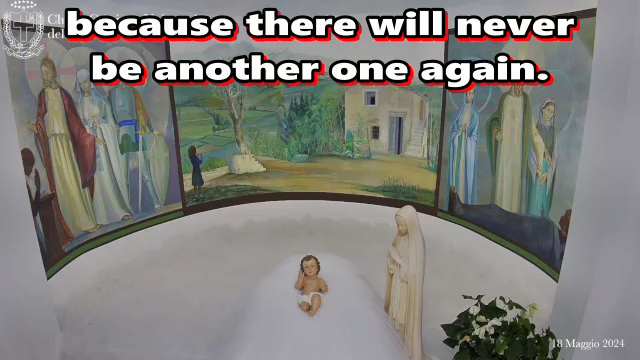 because there will never
be another one again.
18 Maggio 2024